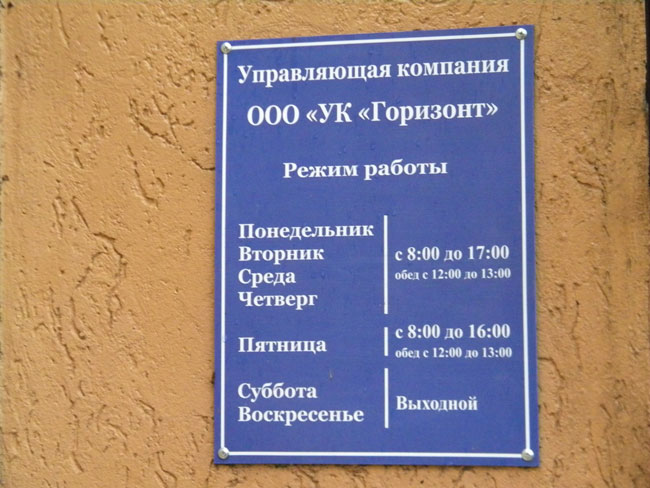 Управляющая компания
ООО «УК «Горизонт»
Режим работы
Понедельник
Вторник
Среда
Четверг
с 8:00 до 17:00
обед с 12:00 до 13:00
Пятница
с 8:00 до 16:00
обед с 12:00 до 13:00
Суббота
Воскресенье
Выходной